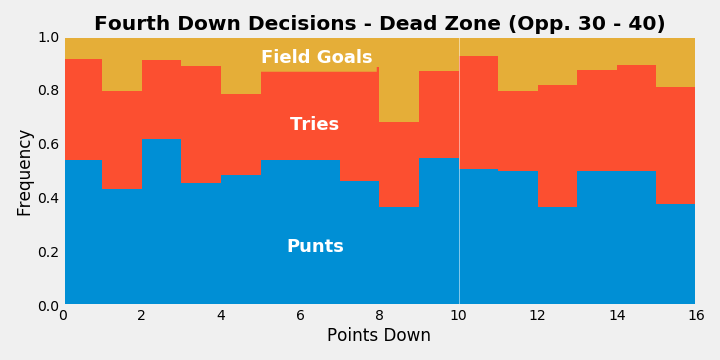 Fourth Down Decisions - Dead Zone (Opp. 30 - 40)
1.0
0.8
0.6
0.4
0.2
0.0
Frequency
Field Goals
Tries
Punts
0 2 4 6 8 10 12 14 16
Points Down